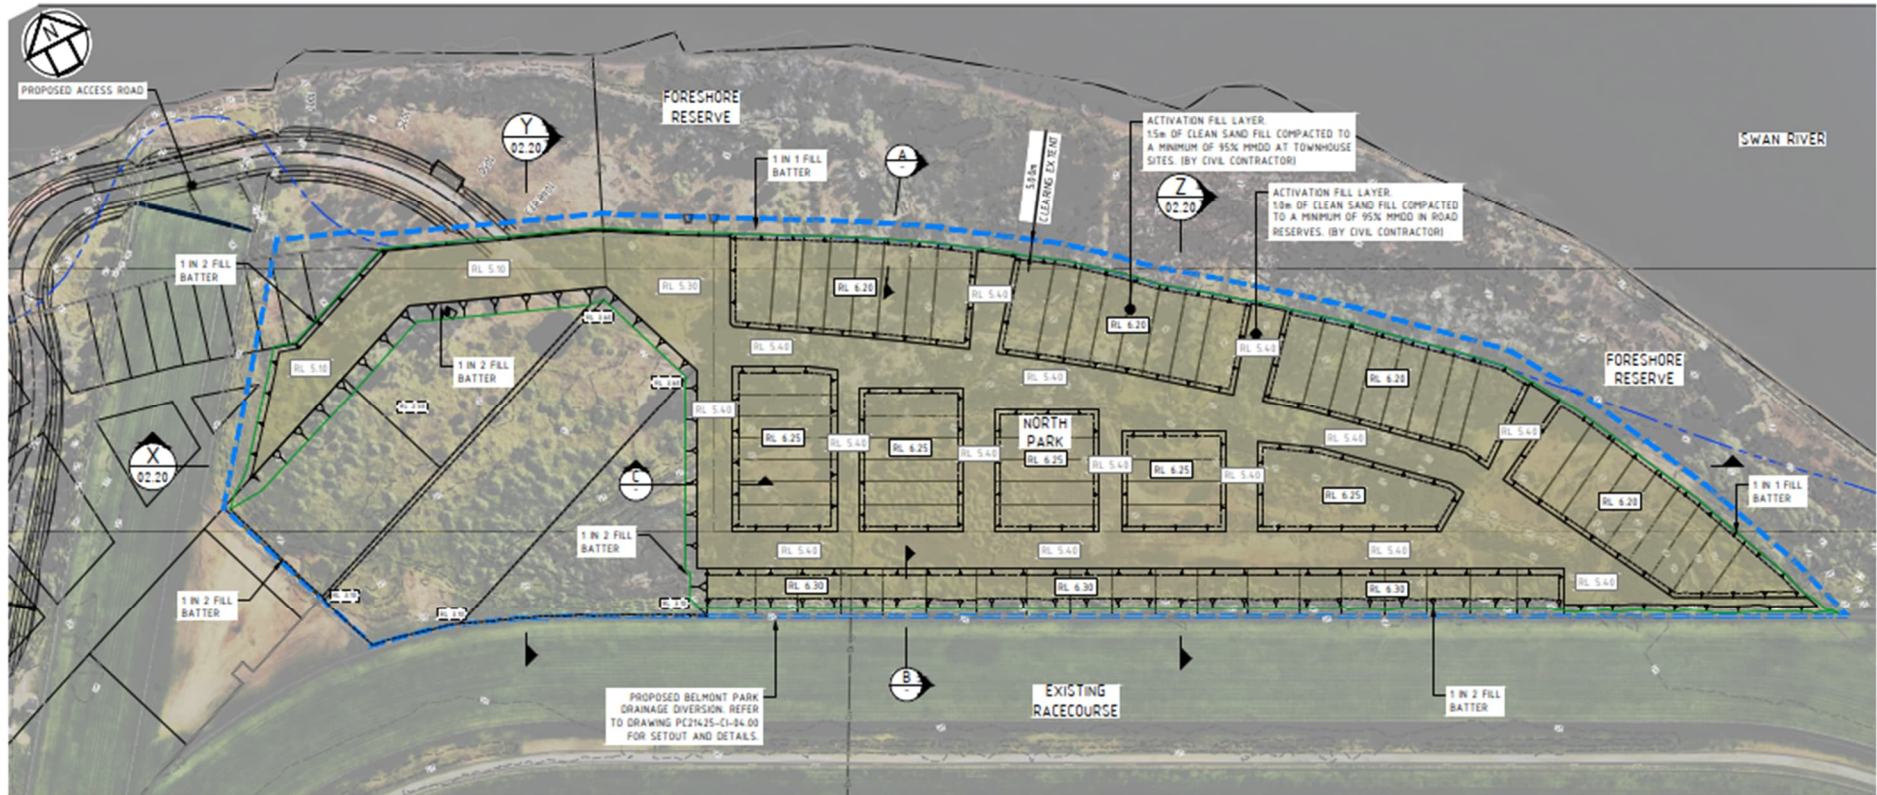 N
PROPOSED ACCESS ROAD
FORESHORE
RESERVE
Y
02.20
A
-
1 IN 1 FILL
BATTER
5.00m
CLEARING EXTENT
ACTIVATION FILL LAYER.
1.5m OF CLEAN SAND FILL COMPACTED TO
A MINIMUM OF 95% MMDD AT TOWNHOUSE
SITES. (BY CIVIL CONTRACTOR)
SWAN RIVER
Z
02.20
ACTIVATION FILL LAYER.
1.0m OF CLEAN SAND FILL COMPACTED
TO A MINIMUM OF 95% MMDD IN ROAD
RESERVES. (BY CIVIL CONTRACTOR)
1 IN 2 FILL
BATTER
RL 5.10
RL 5.30
RL 6.20
RL 5.40
RL 6.20
RL 5.40
RL 5.40
RL 5.10
1 IN 2 FILL
BATTER
RL 5.40
RL 6.20
FORESHORE
RESERVE
RL 5.40
NORTH
PARK
RL 6.25
RL 5.40
RL 6.25
RL 5.40
RL 6.25
RL 5.40
RL 6.25
RL 5.40
RL 5.40
RL 5.40
RL 6.25
RL 6.20
1 IN 1 FILL
BATTER
X
02.20
C
-
1 IN 2 FILL
BATTER
RL 5.40
RL 5.40
RL 5.40
RL 5.40
RL 6.30
RL 6.30
RL 6.30
1 IN 2 FILL
BATTER
B
-
PROPOSED BELMONT PARK
DRAINAGE DIVERSION. REFER
TO DRAWING PC21425-CI-04.00
FOR SETOUT AND DETAILS.
EXISTING
RACECOURSE
1 IN 2 FILL
BATTER